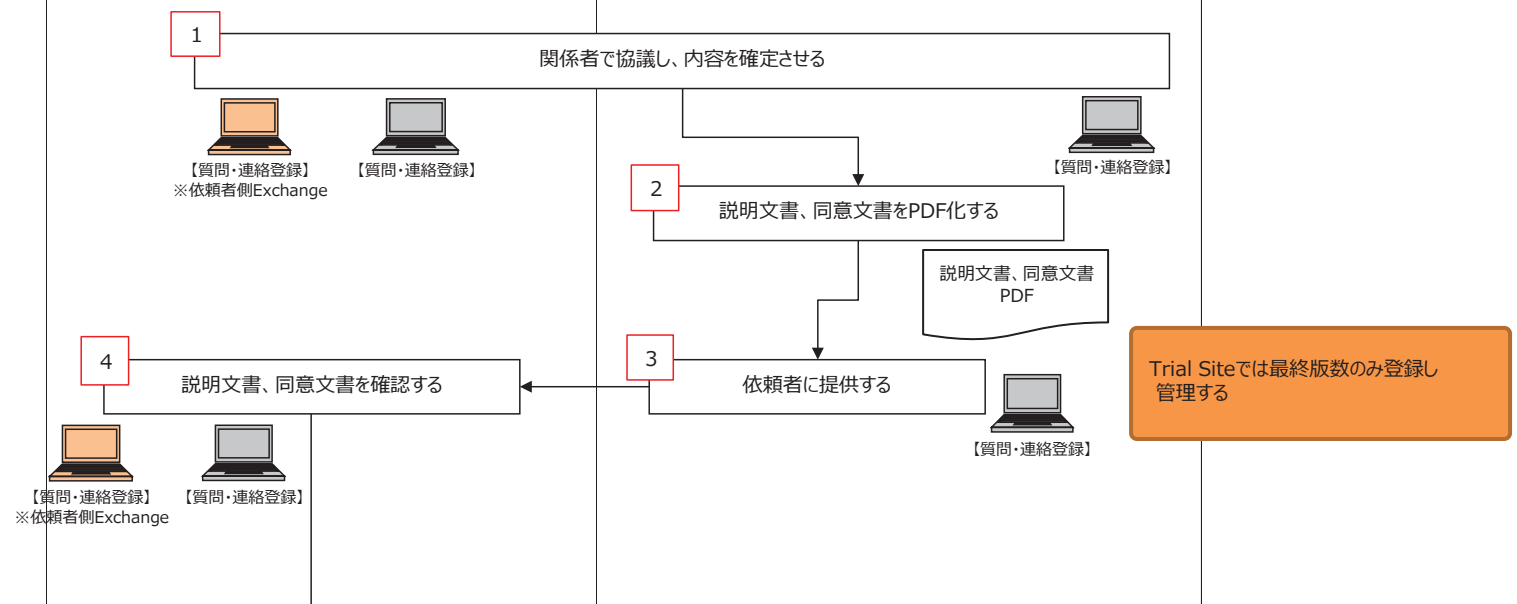 1
関係者で協議し、内容を確定させる
【質問・連絡登録】
※依頼者側Exchange
【質問・連絡登録】
【質問・連絡登録】
2
説明文書、同意文書をPDF化する
説明文書、同意文書
PDF
3
依頼者に提供する
【質問・連絡登録】
4
説明文書、同意文書を確認する
【質問・連絡登録】
※依頼者側Exchange
【質問・連絡登録】
Trial Siteでは最終版数のみ登録し
管理する